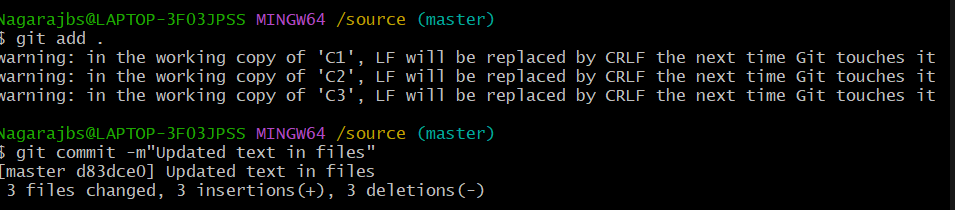 Nagarajbs@LAPTOP-3FO3JPSS MINGW64 /source (master)
$ git add .
warning: in the working copy of 'C1', LF will be replaced by CRLF the next time Git touches it
warning: in the working copy of 'C2', LF will be replaced by CRLF the next time Git touches it
warning: in the working copy of 'C3', LF will be replaced by CRLF the next time Git touches it
Nagarajbs@LAPTOP-3FO3JPSS MINGW64 /source (master)
$ git commit -m"Updated text in files"
[master d83dce0] Updated text in files
3 files changed, 3 insertions(+), 3 deletions(-)